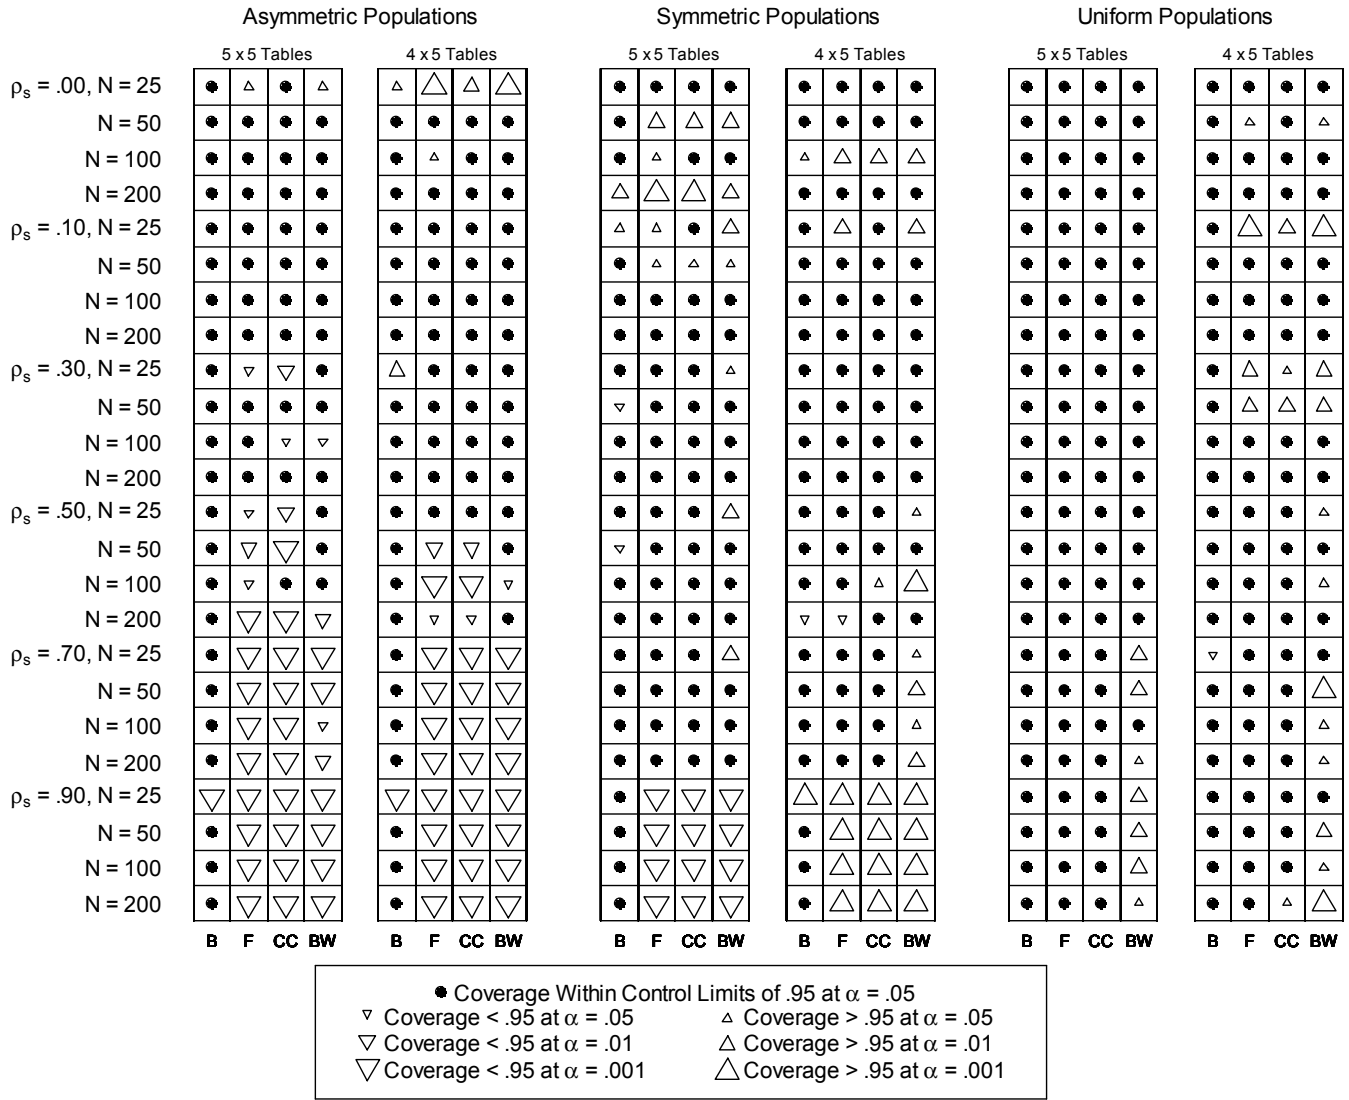 Asymmetric Populations Symmetric Populations Uniform Populations
5 x 5 Tables 4 x 5 Tables 5 x 5 Tables 4 x 5 Tables 5 x 5 Tables 4 x 5 Tables
ρs = .00, N = 25
N = 50
N = 100
N = 200
ρs = .10, N = 25
N = 50
N = 100
N = 200
ρs = .30, N = 25
N = 50
N = 100
N = 200
ρs = .50, N = 25
N = 50
N = 100
N = 200
ρs = .70, N = 25
N = 50
N = 100
N = 200
ρs = .90, N = 25
N = 50
N = 100
N = 200
B F CC BW B F CC BW B F CC BW B F CC BW B F CC BW B F CC BW
Coverage Within Control Limits of .95 at α = .05
Coverage < .95 at α = .05 Coverage > .95 at α = .05
Coverage < .95 at α = .01 Coverage > .95 at α = .01
Coverage < .95 at α = .001 Coverage > .95 at α = .001